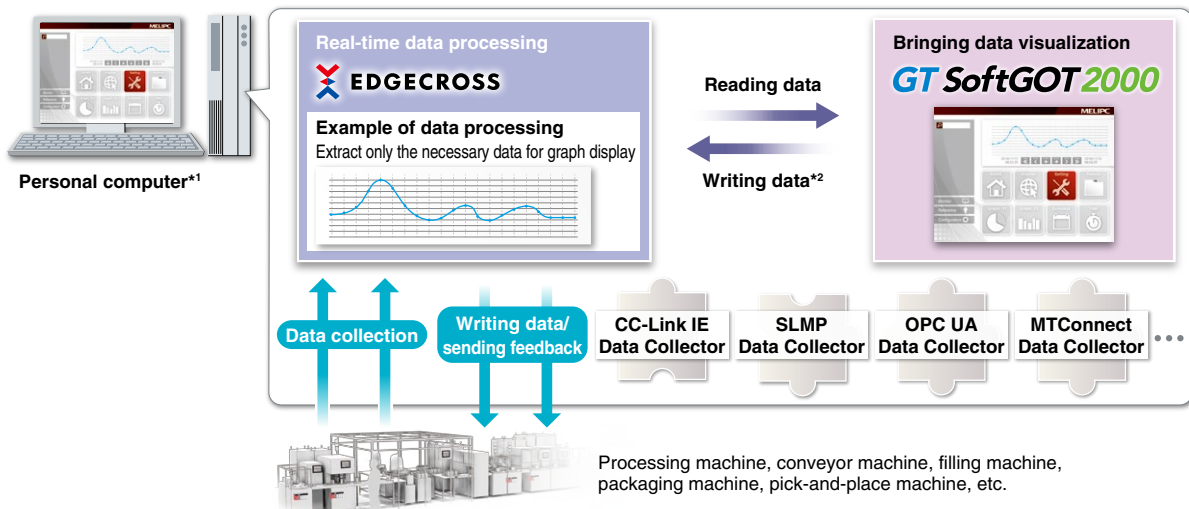 MELIPC
Personal computer*1
Real-time data processing
EDGECROSS
Example of data processing
Extract only the necessary data for graph display
Reading data
Writing data*2
Bringing data visualization
GT SoftGOT2000
MELIPC
Data collection
Writing data/
sending feedback
CC-Link IE
Data Collector
SLMP
Data Collector
OPC UA
Data Collector
MTConnect
Data Collector
Processing machine, conveyor machine, filling machine,
packaging machine, pick-and-place machine, etc.